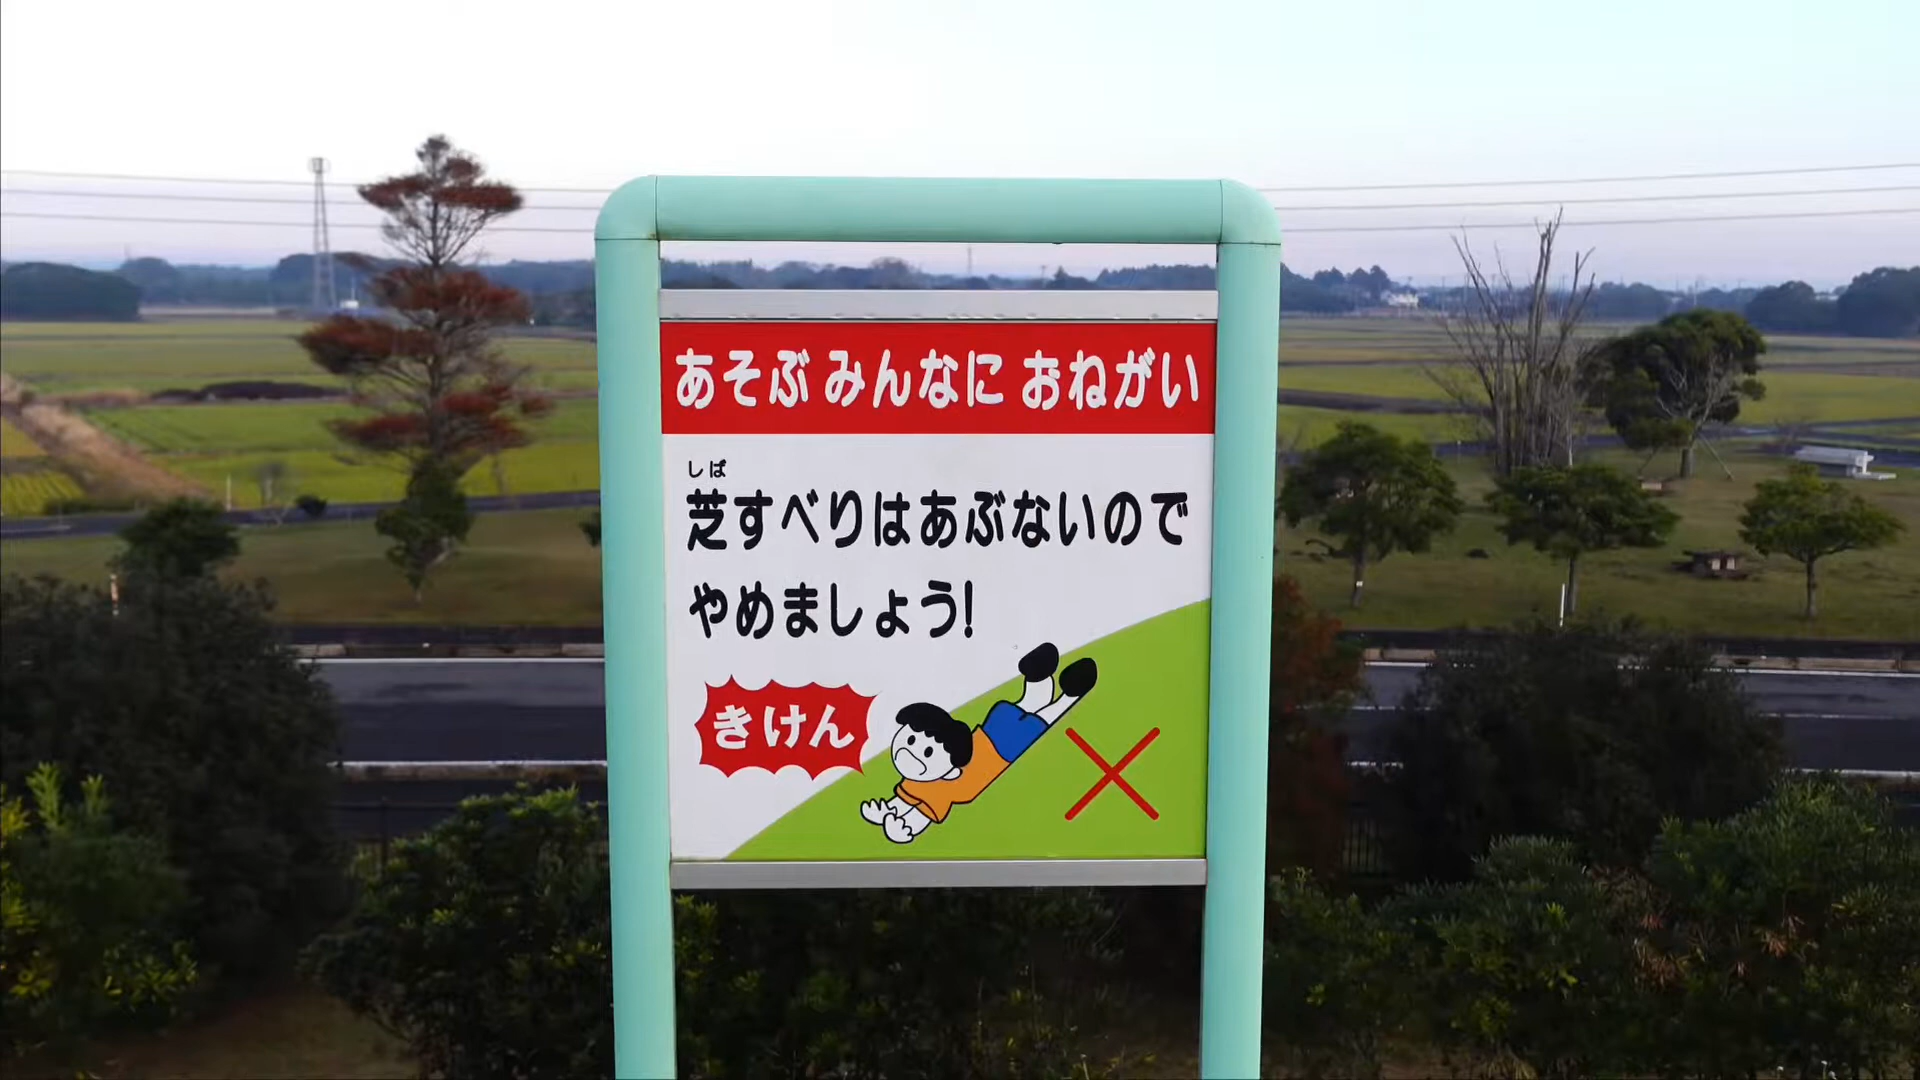 あそぶ みんなに おねがい
しば
芝すべりはあぶないので
やめましょう!
きけん